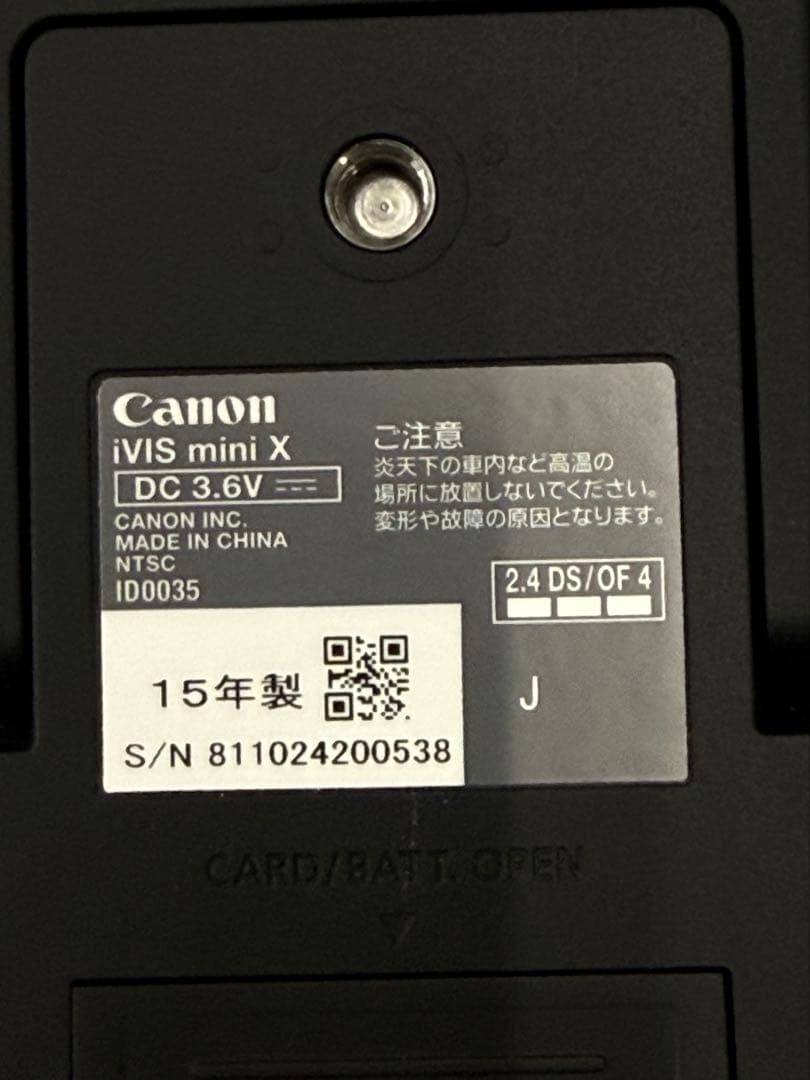 Canon
iVIS mini X
DC 3.6V
CANON INC.
MADE IN CHINA
NTSC
ID0035
ご注意
炎天下の車内など高温の
場所に放置しないでください。
変形や故障の原因となります。
2.4 DS/OF 4
J
15年製
S/N 811024200538
CARD/BATT. OPEN